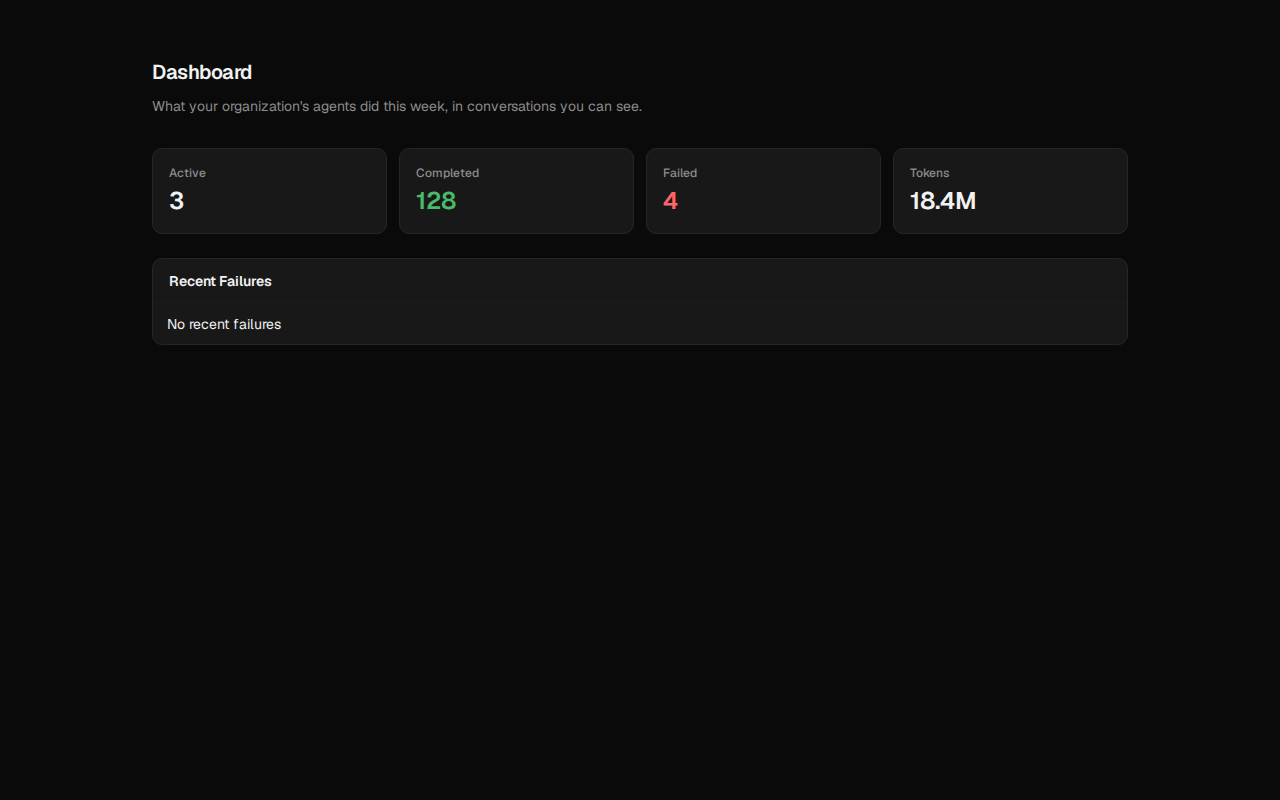 Dashboard
What your organization's agents did this week, in conversations you can see.
Active
3
Completed
128
Failed
4
Tokens
18.4M
Recent Failures
No recent failures